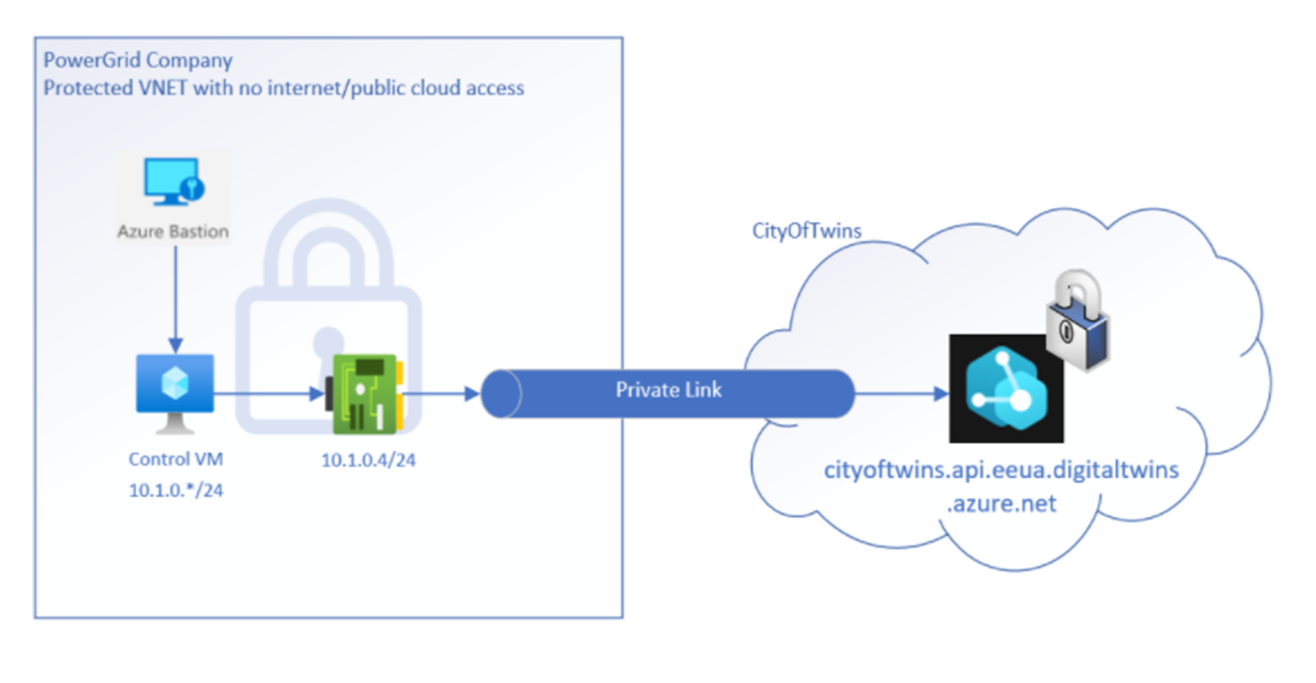 PowerGrid Company
Protected VNET with no internet/public cloud access
Azure Bastion
CityOfTwins
Private Link
Control VM
10.1.0.*/24
10.1.0.4/24
cityoftwins.api.eeua.digitaltwins
.azure.net